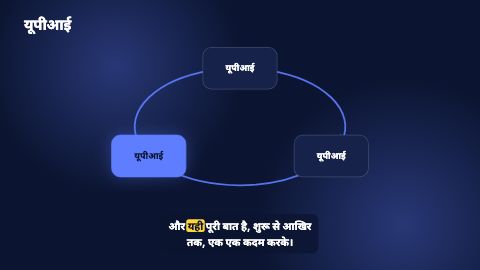 यूपीआई
यूपीआई
यूपीआई
यूपीआई
और यही पूरी बात है, शुरू से आखिर
तक, एक एक कदम करके।